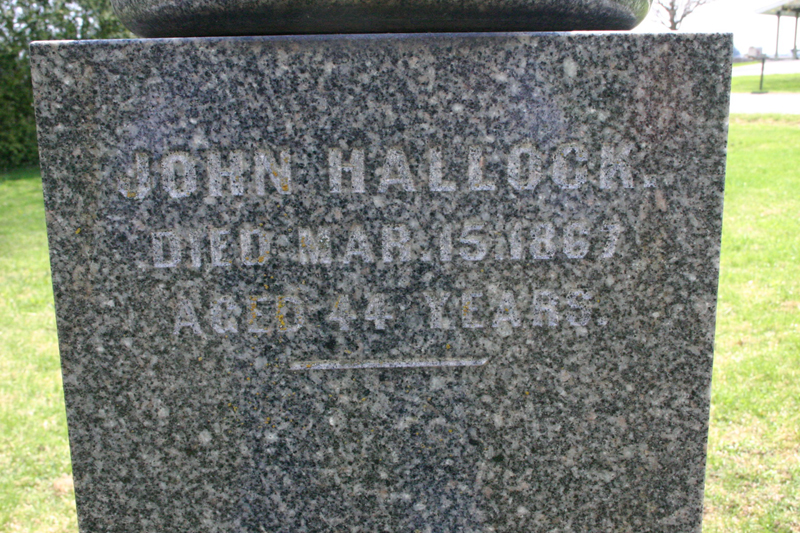 JOHN HALLOCK.
DIED MAR. 15, 1867
AGED 44 YEARS.